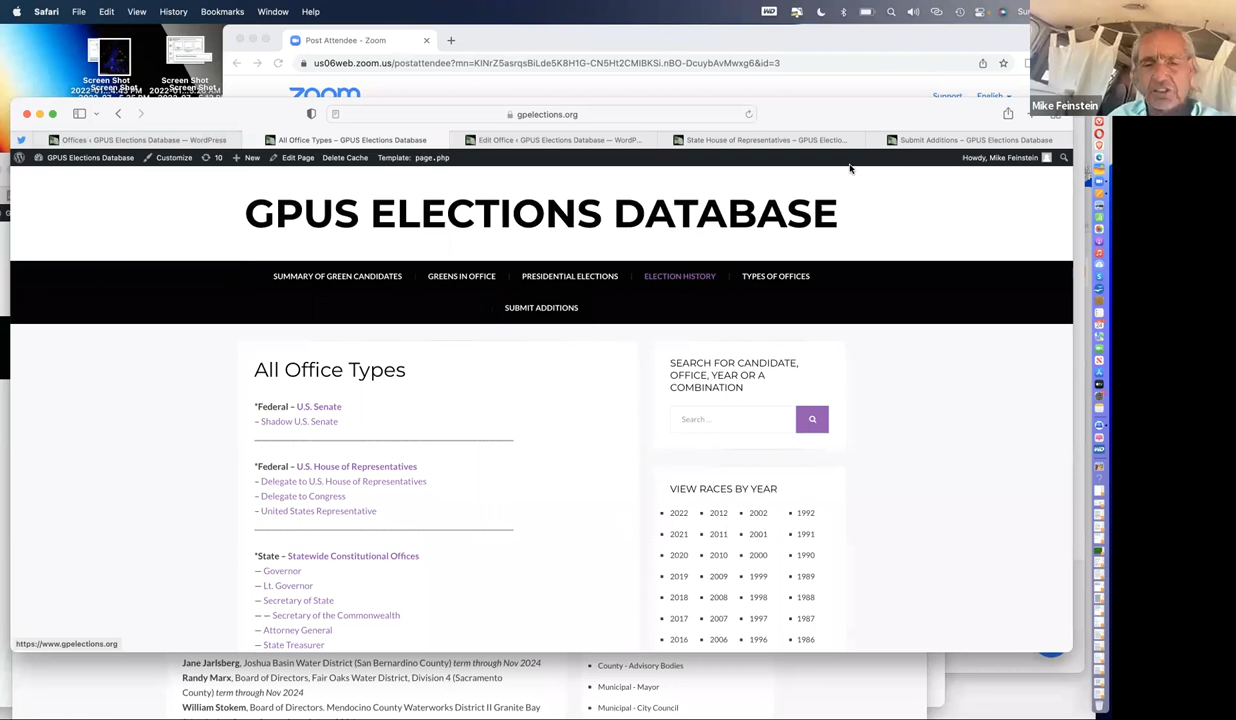 Safari File Edit View History Bookmarks Window Help
Mike Feinstein
Screen Shot Screen Shot
Post Attendee - Zoom
us06web.zoom.us/postattendee?mn=KINrZ5asrqsBiLde5K8H1G-CN5Ht2CMIBKSi.nBO-DcuybAvMwxg6&id=3
zoom
Support English
gpelections.org
Offices ‹ GPUS Elections Database — WordPress
All Office Types – GPUS Elections Database
Edit Office ‹ GPUS Elections Database — WordP...
State House of Representatives – GPUS Electio...
Submit Additions – GPUS Elections Database
GPUS Elections Database Customize 10 New Edit Page Delete Cache Template: page.php Howdy, Mike Feinstein
GPUS ELECTIONS DATABASE
SUMMARY OF GREEN CANDIDATES GREENS IN OFFICE PRESIDENTIAL ELECTIONS ELECTION HISTORY TYPES OF OFFICES
SUBMIT ADDITIONS
All Office Types
*Federal – U.S. Senate
– Shadow U.S. Senate
*Federal – U.S. House of Representatives
– Delegate to U.S. House of Representatives
– Delegate to Congress
– United States Representative
*State – Statewide Constitutional Offices
— Governor
— Lt. Governor
— Secretary of State
— — Secretary of the Commonwealth
— Attorney General
— State Treasurer
SEARCH FOR CANDIDATE,
OFFICE, YEAR OR A
COMBINATION
Search ...
VIEW RACES BY YEAR
2022 2012 2002 1992
2021 2011 2001 1991
2020 2010 2000 1990
2019 2009 1999 1989
2018 2008 1998 1988
2017 2007 1997 1987
2016 2006 1996 1986
https://www.gpelections.org
Jane Jarlsberg, Joshua Basin Water District (San Bernardino County) term through Nov 2024
Randy Marx, Board of Directors, Fair Oaks Water District, Division 4 (Sacramento
County) term through Nov 2024
William Stokem, Board of Directors. Mendocino County Waterworks District II Granite Bay
County - Advisory Bodies
Municipal - Mayor
Municipal - City Council